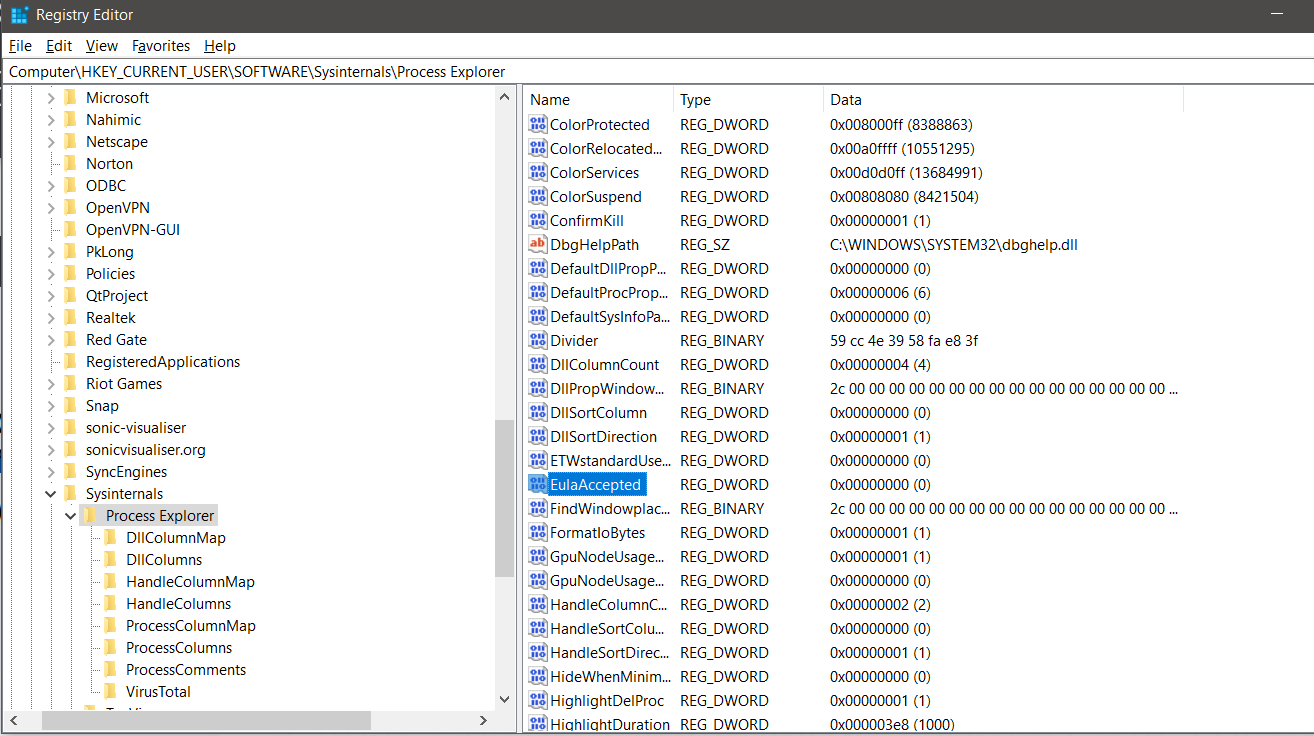 Registry Editor
File Edit View Favorites Help
Computer\HKEY_CURRENT_USER\SOFTWARE\Sysinternals\Process Explorer
Microsoft
Nahimic
Netscape
Norton
ODBC
OpenVPN
OpenVPN-GUI
PkLong
Policies
QtProject
Realtek
Red Gate
RegisteredApplications
Riot Games
Snap
sonic-visualiser
sonicvisualiser.org
SyncEngines
Sysinternals
Process Explorer
DllColumnMap
DllColumns
HandleColumnMap
HandleColumns
ProcessColumnMap
ProcessColumns
ProcessComments
VirusTotal
Name Type Data
ColorProtected REG_DWORD 0x008000ff (8388863)
ColorRelocated... REG_DWORD 0x00a0ffff (10551295)
ColorServices REG_DWORD 0x00d0d0ff (13684991)
ColorSuspend REG_DWORD 0x00808080 (8421504)
ConfirmKill REG_DWORD 0x00000001 (1)
DbgHelpPath REG_SZ C:\WINDOWS\SYSTEM32\dbghelp.dll
DefaultDllPropP... REG_DWORD 0x00000000 (0)
DefaultProcProp... REG_DWORD 0x00000006 (6)
DefaultSysInfoPa... REG_DWORD 0x00000000 (0)
Divider REG_BINARY 59 cc 4e 39 58 fa e8 3f
DllColumnCount REG_DWORD 0x00000004 (4)
DllPropWindow... REG_BINARY 2c 00 00 00 00 00 00 00 00 00 00 00 00 00 00 00 00 ...
DllSortColumn REG_DWORD 0x00000000 (0)
DllSortDirection REG_DWORD 0x00000001 (1)
ETWstandardUse... REG_DWORD 0x00000000 (0)
EulaAccepted REG_DWORD 0x00000000 (0)
FindWindowplac... REG_BINARY 2c 00 00 00 00 00 00 00 00 00 00 00 00 00 00 00 00 ...
FormatIoBytes REG_DWORD 0x00000001 (1)
GpuNodeUsage... REG_DWORD 0x00000001 (1)
GpuNodeUsage... REG_DWORD 0x00000000 (0)
HandleColumnC... REG_DWORD 0x00000002 (2)
HandleSortColu... REG_DWORD 0x00000000 (0)
HandleSortDirec... REG_DWORD 0x00000001 (1)
HideWhenMinim... REG_DWORD 0x00000000 (0)
HighlightDelProc REG_DWORD 0x00000001 (1)
HighlightDuration REG_DWORD 0x000003e8 (1000)